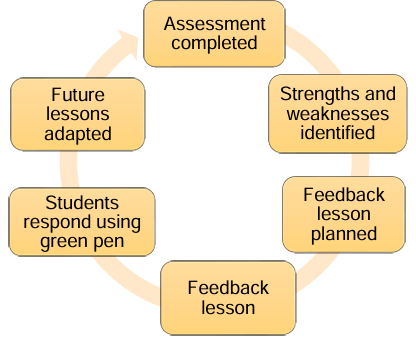 Assessment
completed
Strengths and
weaknesses
identified
Feedback
lesson
planned
Feedback
lesson
Students
respond using
green pen
Future
lessons
adapted